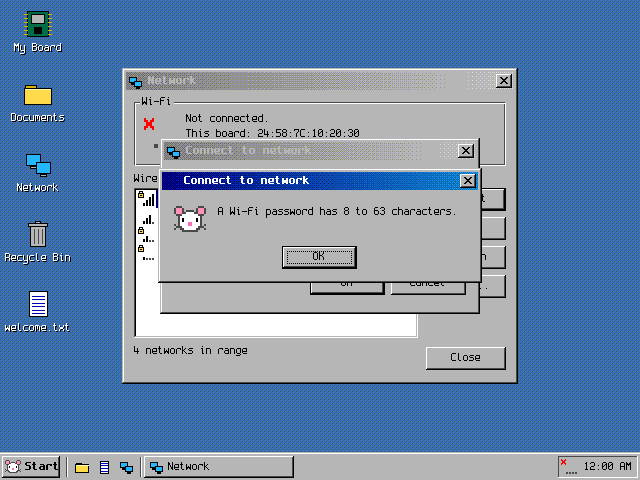 My Board
Documents
Network
Recycle Bin
welcome.txt
Network
Wi-Fi
Not connected.
This board: 24:58:7C:10:20:30
Connect to network
Connect to network
A Wi-Fi password has 8 to 63 characters.
OK
Cancel
4 networks in range
Close
Start
Network
12:00 AM